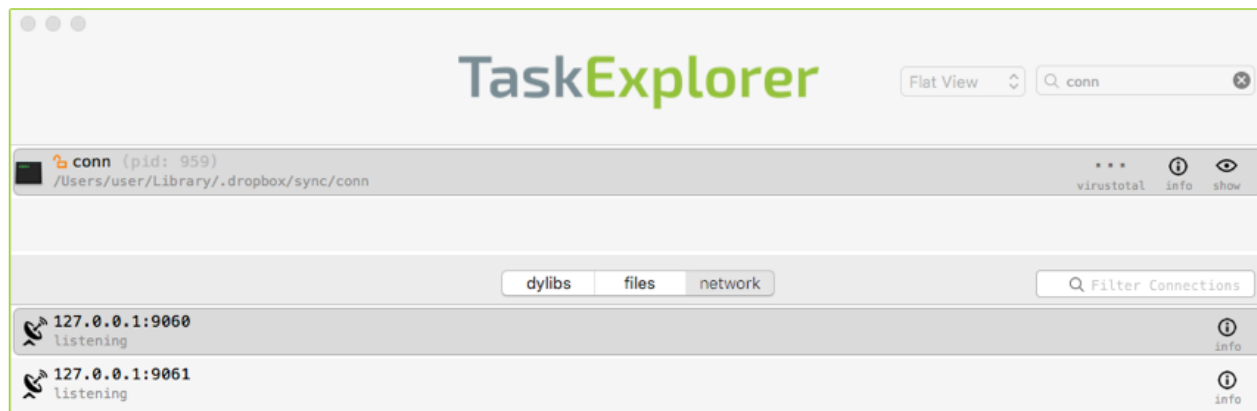 TaskExplorer
Flat View
conn
conn (pid: 959)
/Users/user/Library/.dropbox/sync/conn
virustotal
info
show
dylibs
files
network
Filter Connections
127.0.0.1:9060
listening
info
127.0.0.1:9061
listening
info